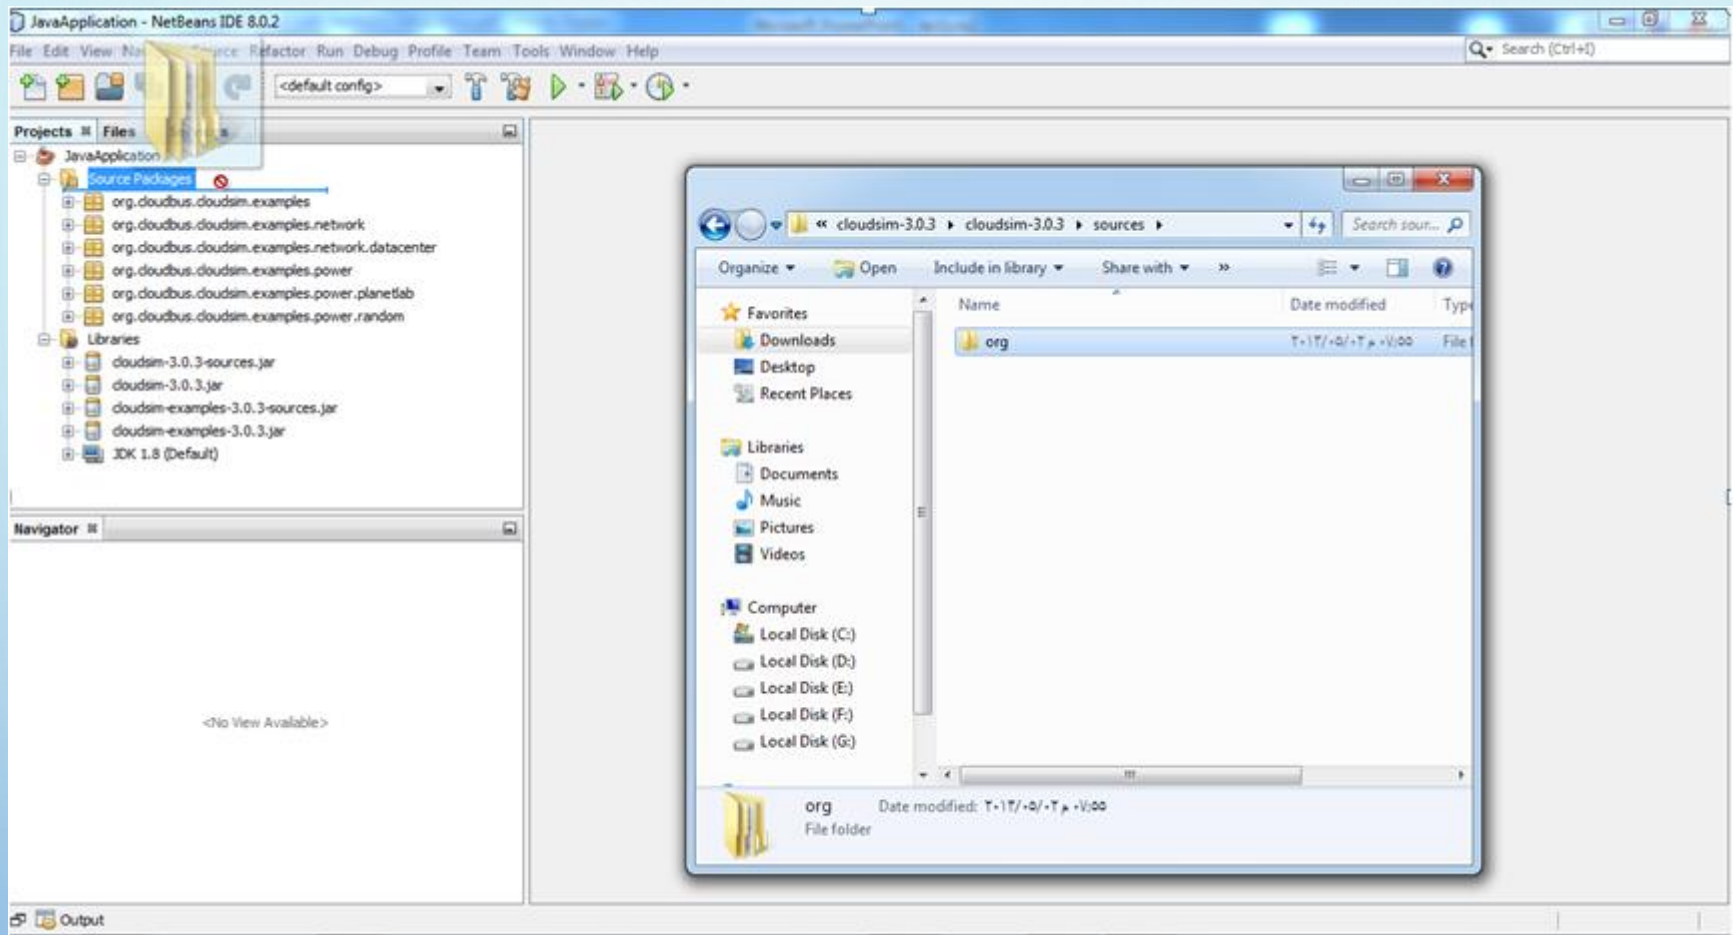 JavaApplication - NetBeans IDE 8.0.2
File Edit View Refactor Run Debug Profile Team Tools Window Help
Search (Ctrl+I)
<default config>
Projects Files
JavaApplication
Source Packages
org.cloudbus.cloudsim.examples
org.cloudbus.cloudsim.examples.network
org.cloudbus.cloudsim.examples.network.datacenter
org.cloudbus.cloudsim.examples.power
org.cloudbus.cloudsim.examples.power.planetlab
org.cloudbus.cloudsim.examples.power.random
Libraries
cloudsim-3.0.3-sources.jar
cloudsim-3.0.3.jar
cloudsim-examples-3.0.3-sources.jar
cloudsim-examples-3.0.3.jar
JDK 1.8 (Default)
Navigator
<No View Available>
Output
« cloudsim-3.0.3 cloudsim-3.0.3 sources
Search sour...
Organize Open Include in library Share with »
Favorites
Downloads
Desktop
Recent Places
Libraries
Documents
Music
Pictures
Videos
Computer
Local Disk (C:)
Local Disk (D:)
Local Disk (E:)
Local Disk (F:)
Local Disk (G:)
Name Date modified Type
org File f
org Date modified:
File folder